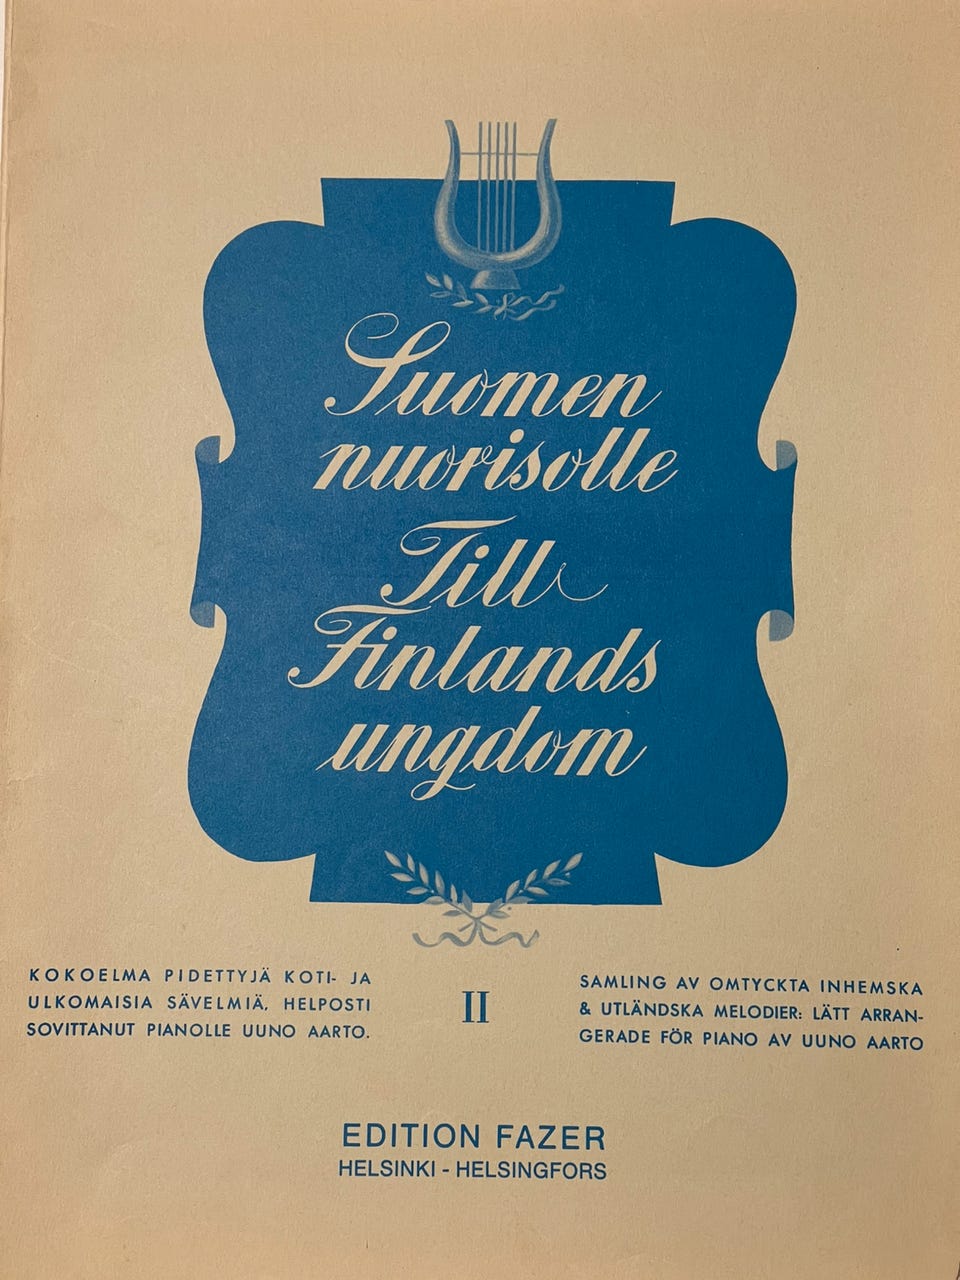 Suomen
nuorisolle
Till
Finlands
ungdom
KOKOELMA PIDETTYJÄ KOTI- JA
ULKOMAISIA SÄVELMIÄ, HELPOSTI
SOVITTANUT PIANOLLE UUNO AARTO.
II
SAMLING AV OMTYCKTA INHEMSKA
& UTLÄNDSKA MELODIER: LÄTT ARRAN-
GERADE FÖR PIANO AV UUNO AARTO
EDITION FAZER
HELSINKI - HELSINGFORS